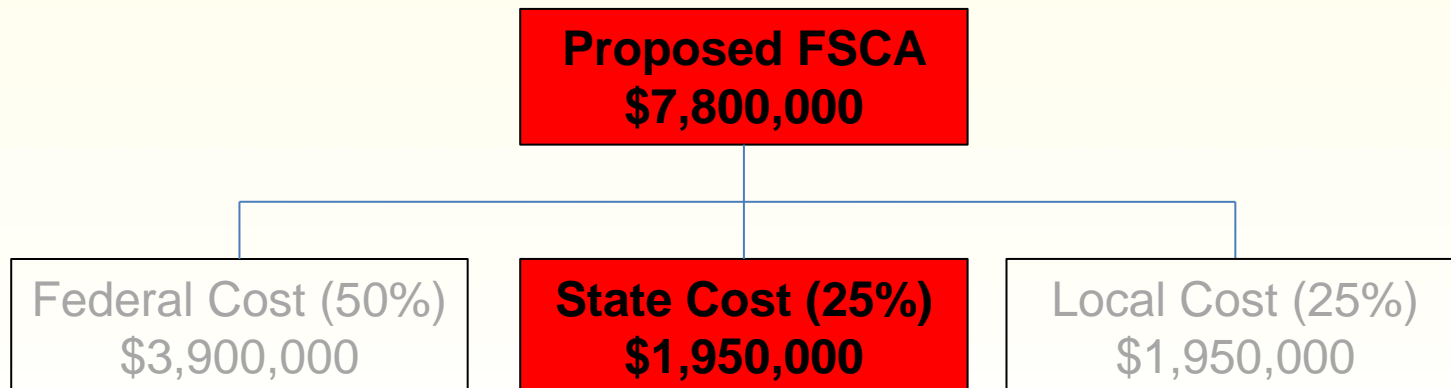 Proposed FSCA
$7,800,000
Federal Cost (50%)
$3,900,000
State Cost (25%)
$1,950,000
Local Cost (25%)
$1,950,000